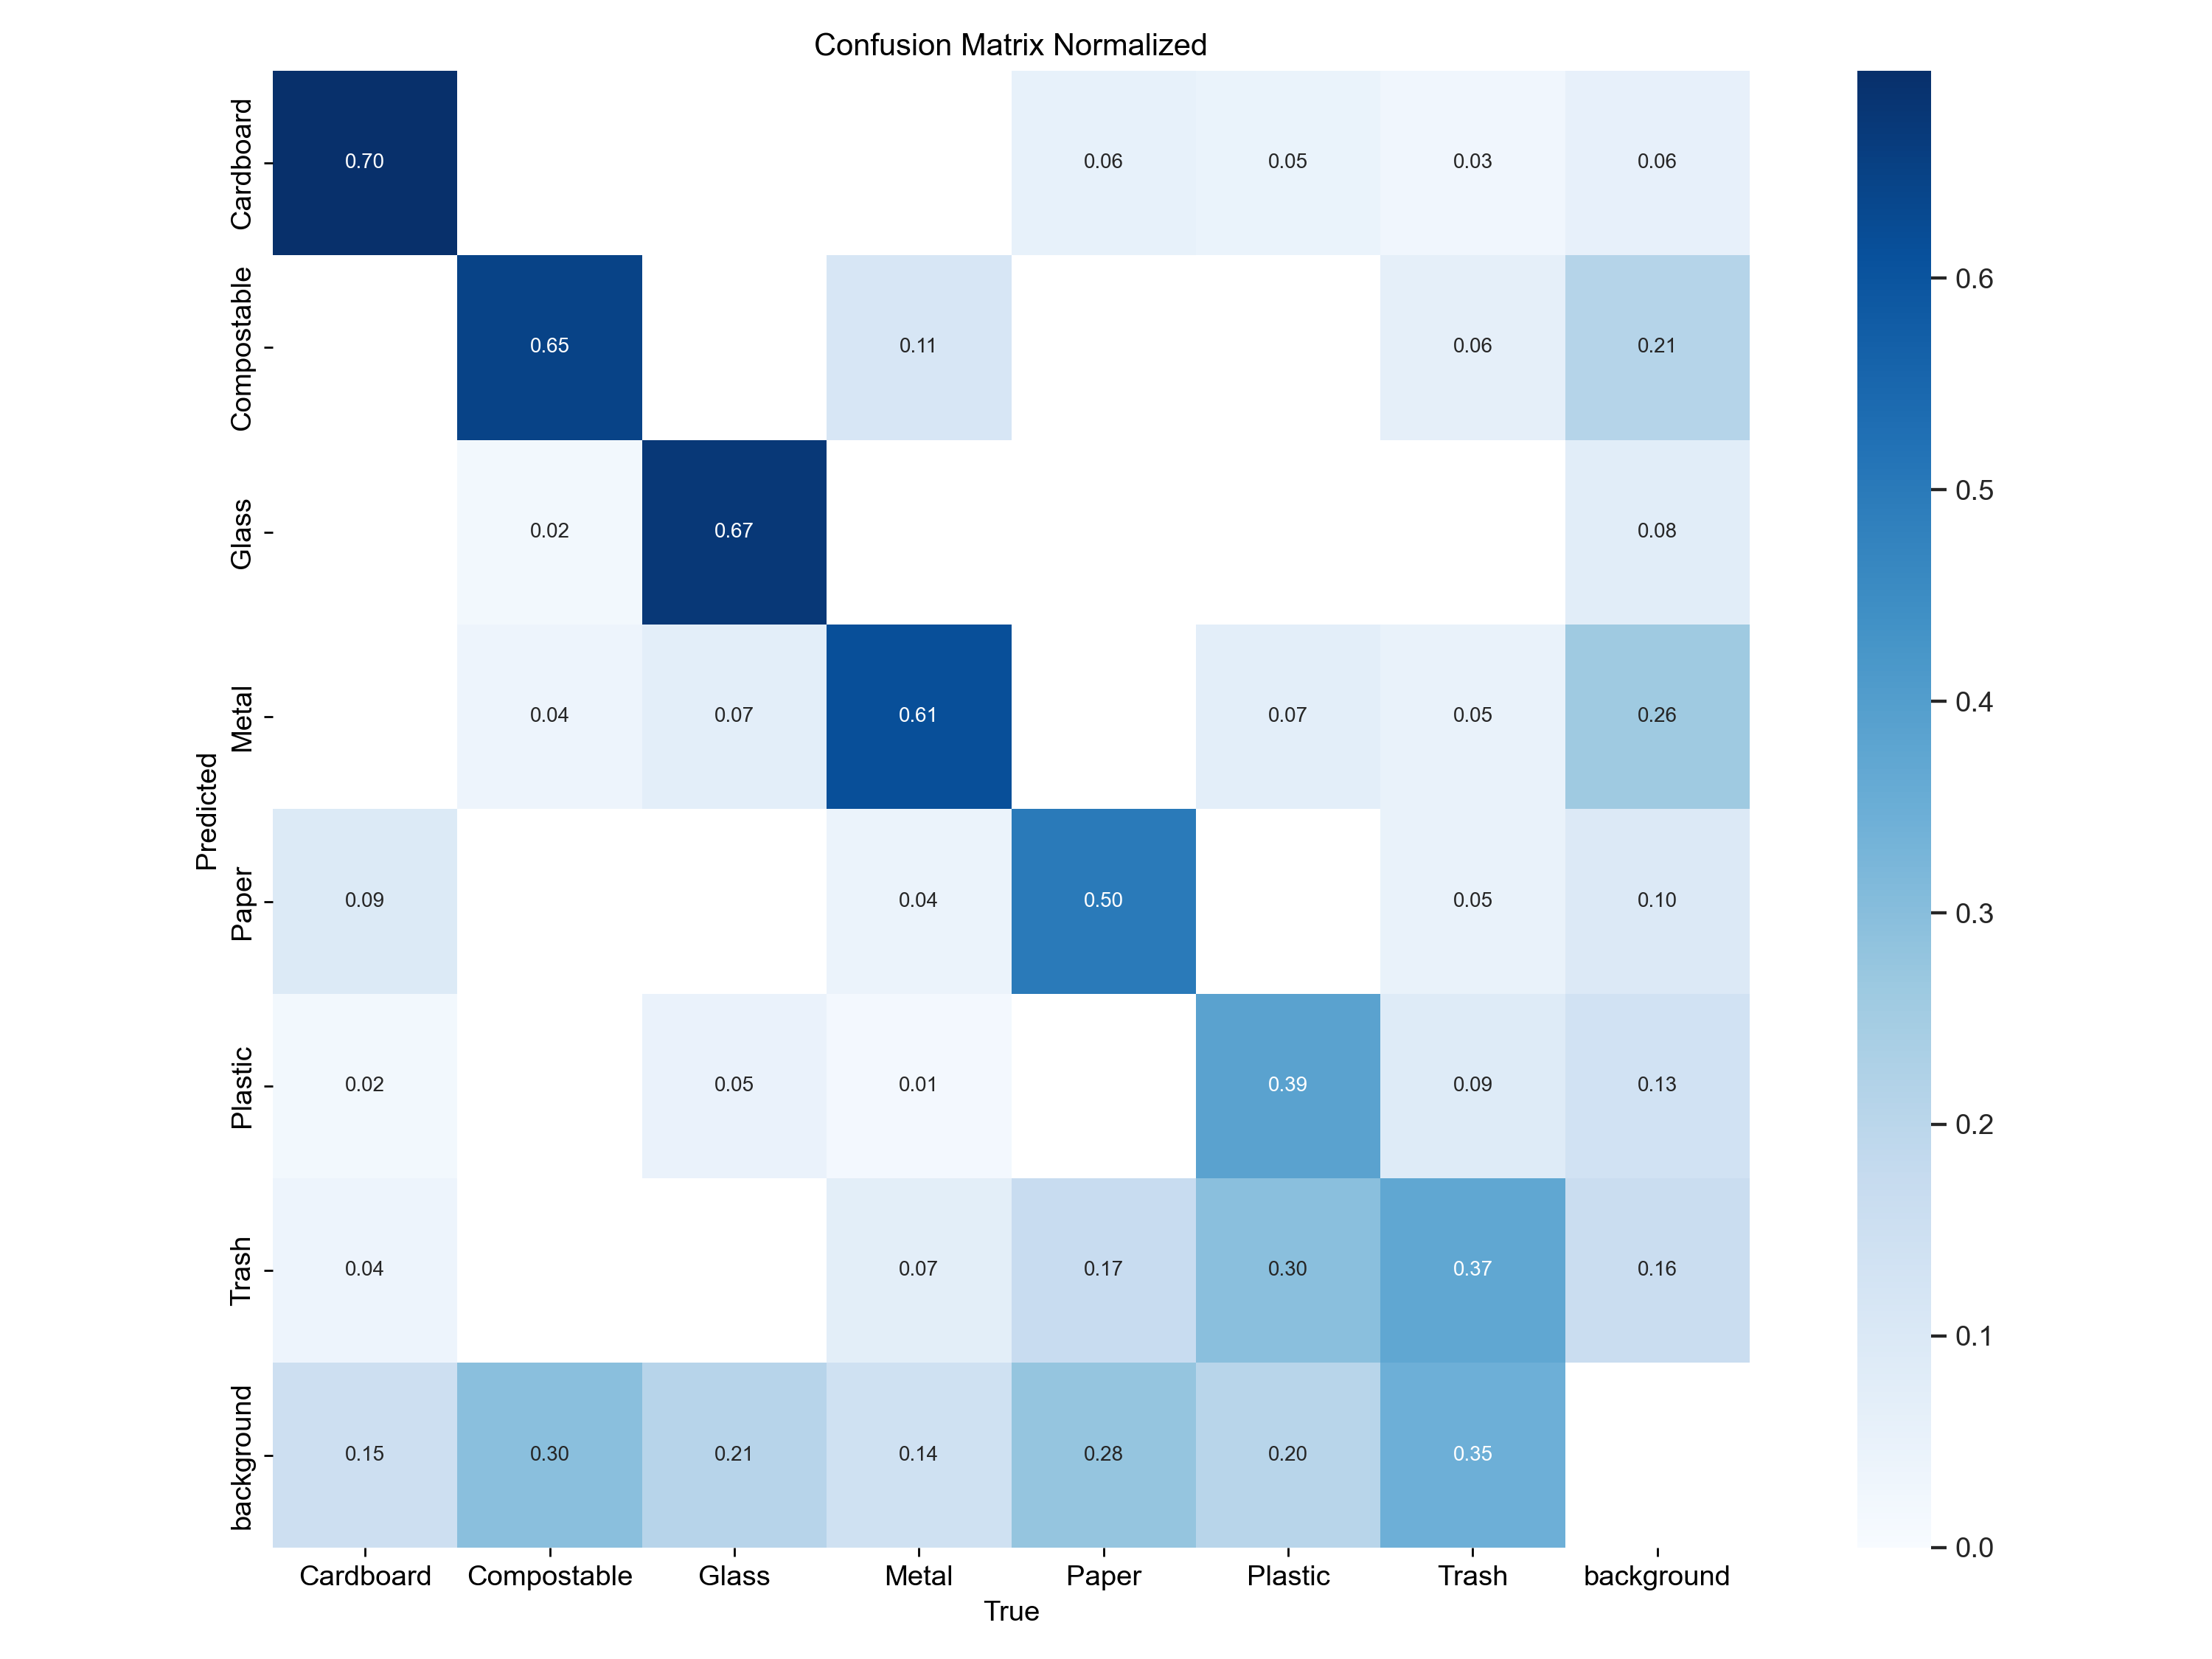 Confusion Matrix Normalized
Cardboard 0.70 0.06 0.05 0.03 0.06
Compostable 0.65 0.11 0.06 0.21
Glass 0.02 0.67 0.08
Metal 0.04 0.07 0.61 0.07 0.05 0.26
Paper 0.09 0.04 0.50 0.05 0.10
Plastic 0.02 0.05 0.01 0.39 0.09 0.13
Trash 0.04 0.07 0.17 0.30 0.37 0.16
background 0.15 0.30 0.21 0.14 0.28 0.20 0.35
Predicted
Cardboard Compostable Glass Metal Paper Plastic Trash background
True
0.6
0.5
0.4
0.3
0.2
0.1
0.0